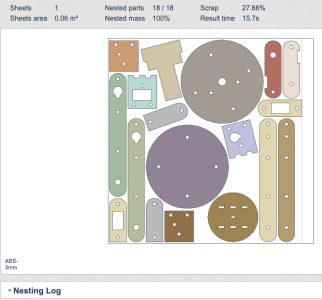 Sheets 1 Nested parts 18 / 18 Scrap 27.66%
Sheets area 0.06 m² Nested mass 100% Result time 15.7s
ABS-
3mm
Nesting Log